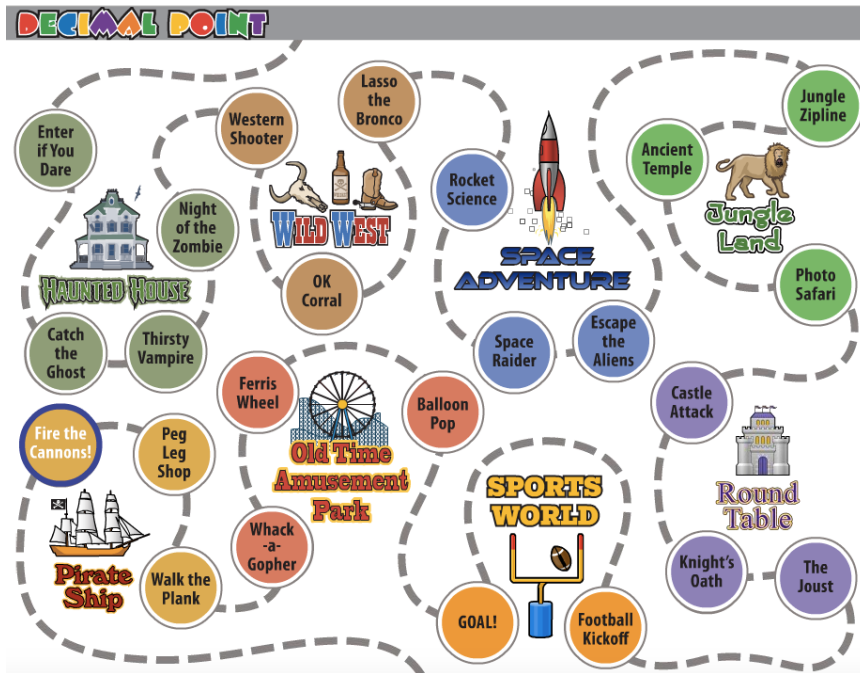 DECIMAL POINT
Enter
if You
Dare
Night
of the
Zombie
HAUNTED HOUSE
Catch
the
Ghost
Thirsty
Vampire
Western
Shooter
Lasso
the
Bronco
WILD WEST
OK
Corral
Rocket
Science
SPACE
ADVENTURE
Space
Raider
Escape
the
Aliens
Jungle
Zipline
Ancient
Temple
Jungle
Land
Photo
Safari
Castle
Attack
Round
Table
Knight's
Oath
The
Joust
SPORTS
WORLD
Football
Kickoff
GOAL!
Balloon
Pop
Ferris
Wheel
Old Time
Amusement
Park
Whack
-a-
Gopher
Walk the
Plank
Peg
Leg
Shop
Fire the
Cannons!
Pirate
Ship